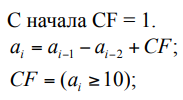 С начала CF = 1.
aᵢ = aᵢ₋₁ − aᵢ₋₂ + CF;
CF = (aᵢ ≥ 10);